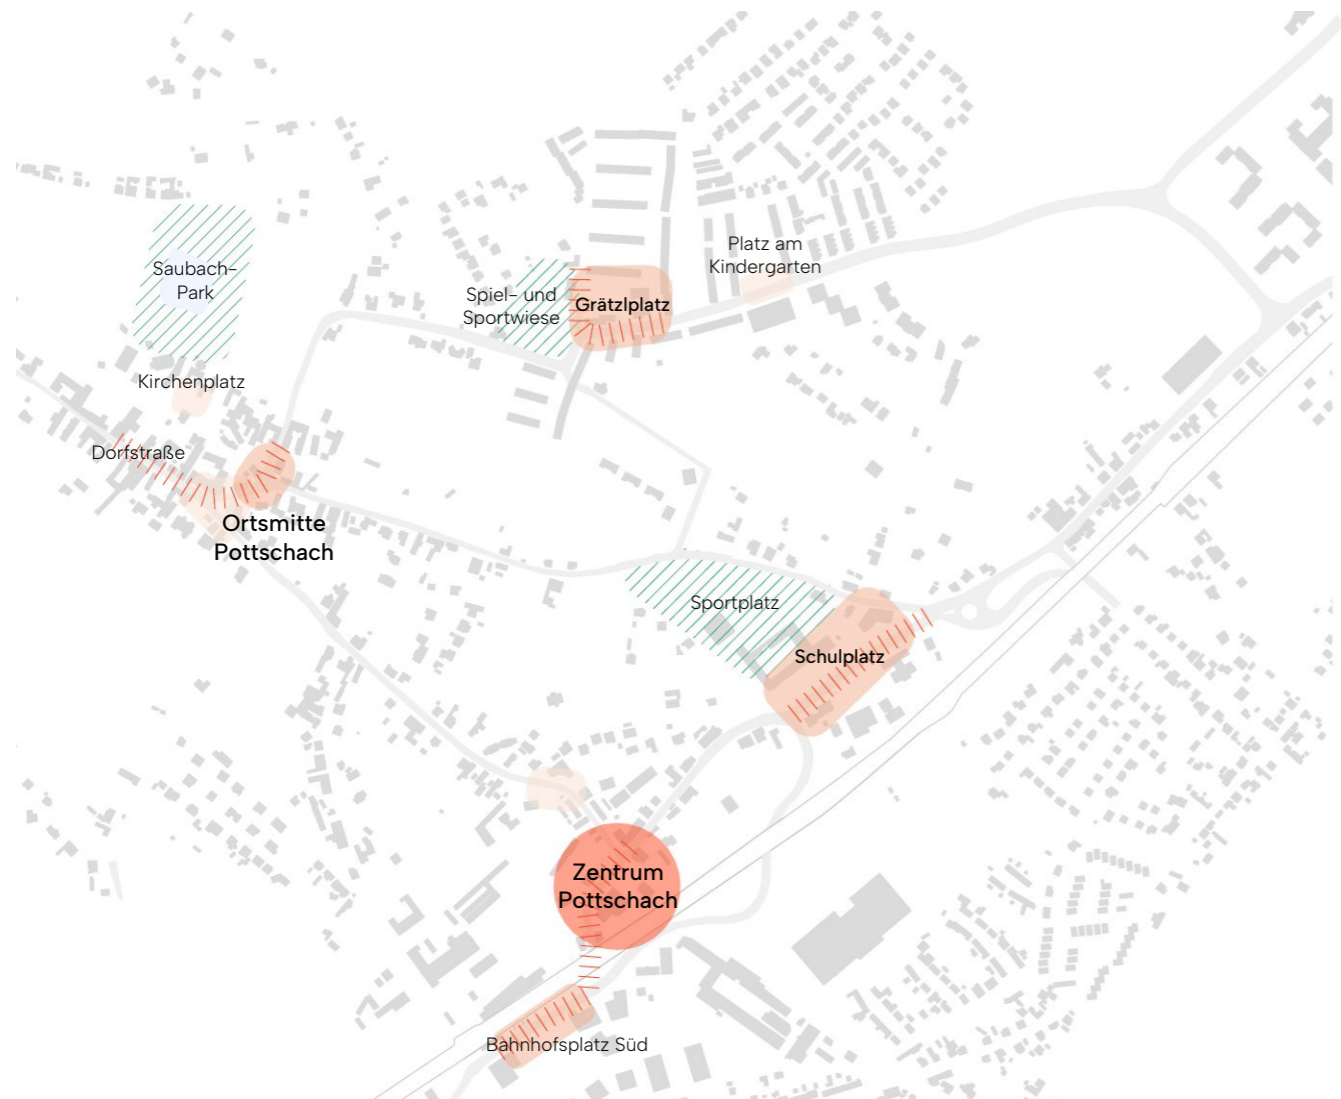 Platz am
Kindergarten
Saubach-
Park
Spiel- und
Sportwiese
Grätzlplatz
Kirchenplatz
Dorfstraße
Ortsmitte
Pottschach
Sportplatz
Schulplatz
Zentrum
Pottschach
Bahnhofsplatz Süd